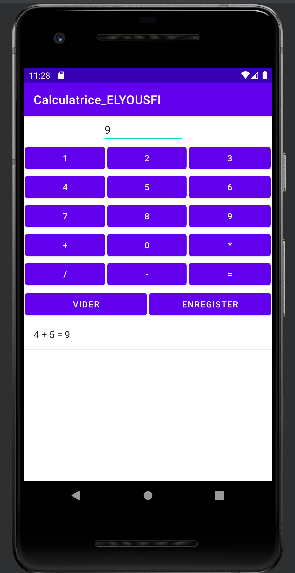 11:28
Calculatrice_ELYOUSFI
9
1 2 3
4 5 6
7 8 9
+ 0 *
/ - =
VIDER ENREGISTER
4 + 5 = 9